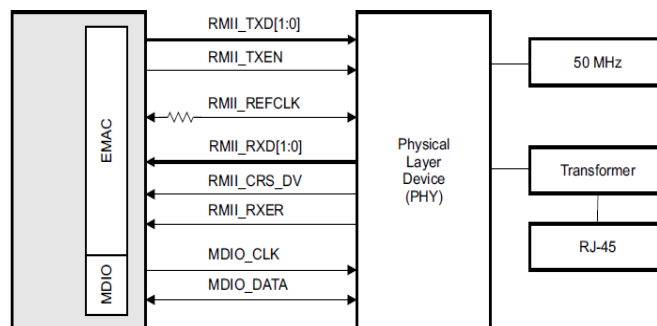 RMII_TXD[1:0]
RMII_TXEN
RMII_REFCLK
RMII_RXD[1:0]
RMII_CRS_DV
RMII_RXER
MDIO_CLK
MDIO_DATA
EMAC
MDIO
Physical
Layer
Device
(PHY)
50 MHz
Transformer
RJ-45